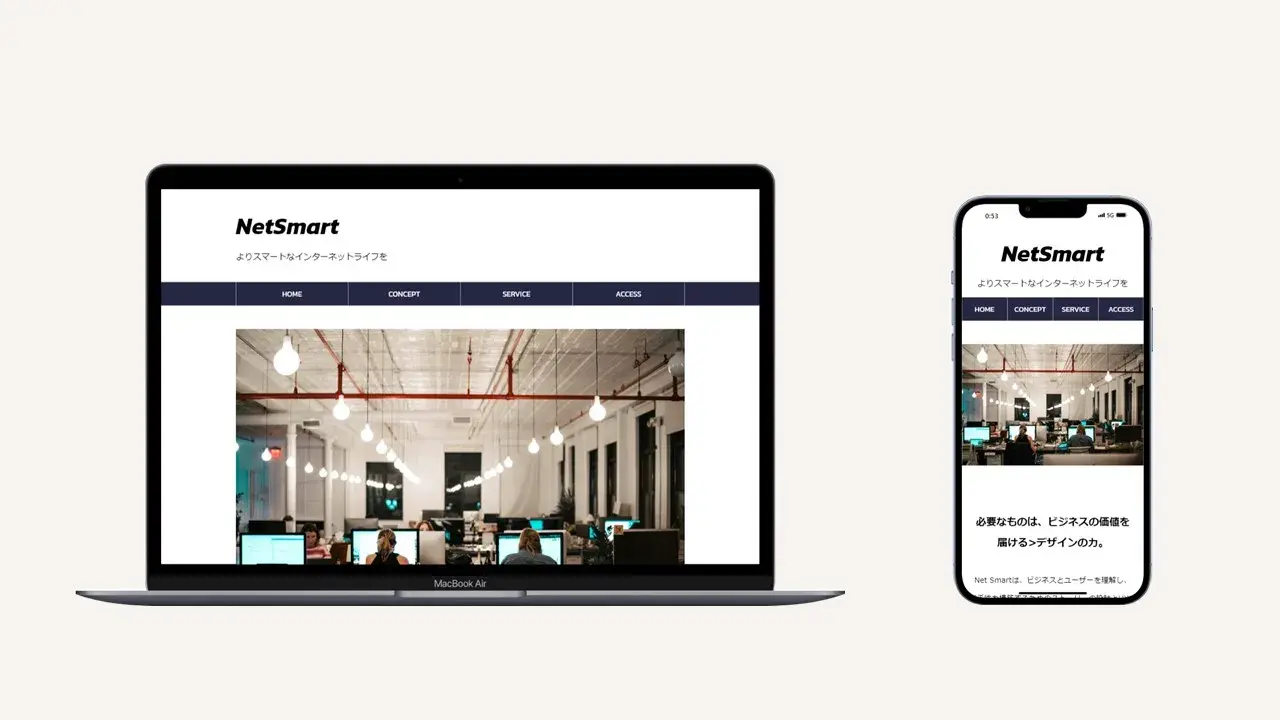 NetSmart
よりスマートなインターネットライフを
HOME CONCEPT SERVICE ACCESS
MacBook Air
0:53 5G
NetSmart
よりスマートなインターネットライフを
HOME CONCEPT SERVICE ACCESS
必要なものは、ビジネスの価値を
届ける>デザインの力。
Net Smartは、ビジネスとユーザーを理解し、